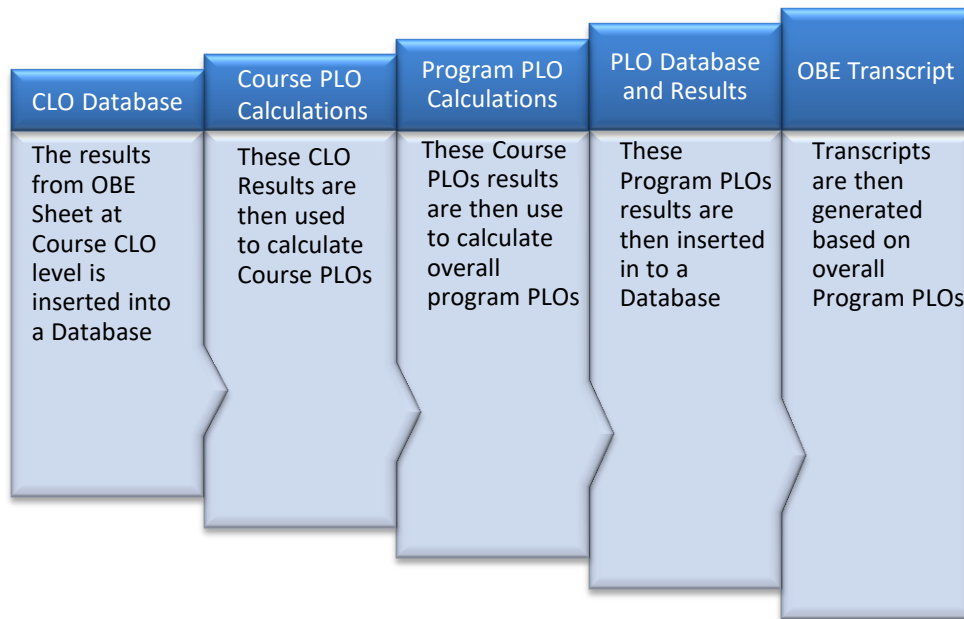 CLO Database
The results
from OBE
Sheet at
Course CLO
level is
inserted into
a Database
Course PLO
Calculations
These CLO
Results are
then used
to calculate
Course PLOs
Program PLO
Calculations
These Course
PLOs results
are then use
to calculate
overall
program PLOs
PLO Database
and Results
These
Program PLOs
results are
then inserted
in to a
Database
OBE Transcript
Transcripts
are then
generated
based on
overall
Program PLOs